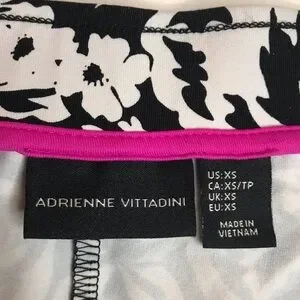 ADRIENNE VITTADINI
US:XS
CA:XS/TP
UK:XS
EU:XS
MADE IN
VIETNAM